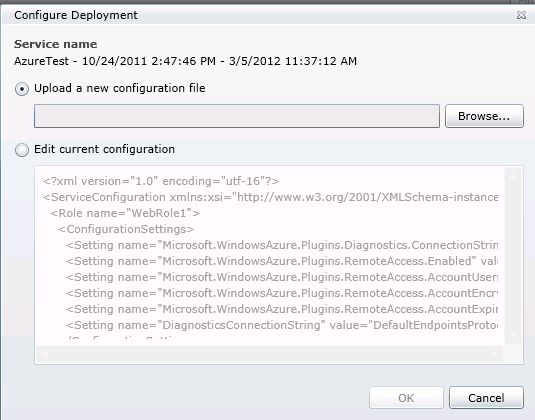 Configure Deployment
Service name
AzureTest - 10/24/2011 2:47:46 PM - 3/5/2012 11:37:12 AM
Upload a new configuration file
Browse...
Edit current configuration
<?xml version="1.0" encoding="utf-16"?>
<ServiceConfiguration xmlns:xsi="http://www.w3.org/2001/XMLSchema-instance
<Role name="WebRole1">
<ConfigurationSettings>
<Setting name="Microsoft.WindowsAzure.Plugins.Diagnostics.ConnectionStrin
<Setting name="Microsoft.WindowsAzure.Plugins.RemoteAccess.Enabled" valu
<Setting name="Microsoft.WindowsAzure.Plugins.RemoteAccess.AccountUsern
<Setting name="Microsoft.WindowsAzure.Plugins.RemoteAccess.AccountEncry
<Setting name="Microsoft.WindowsAzure.Plugins.RemoteAccess.AccountExpir
<Setting name="DiagnosticsConnectionString" value="DefaultEndpointsProtoc
OK
Cancel